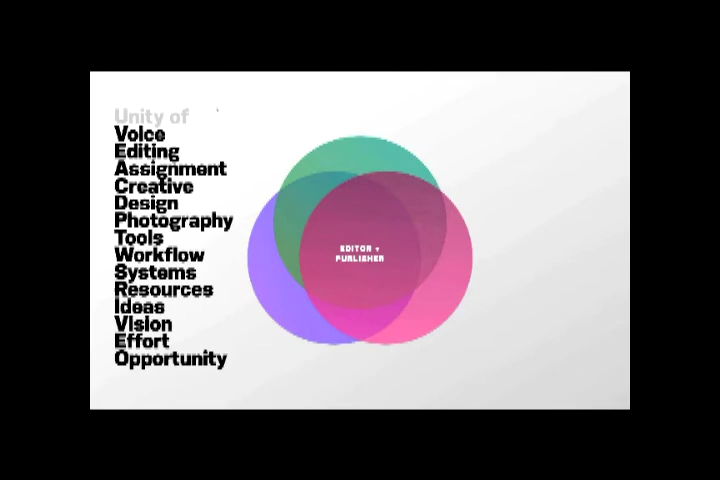 Unity of
Voice
Editing
Assignment
Creative
Design
Photography
Tools
Workflow
Systems
Resources
Ideas
Vision
Effort
Opportunity
EDITOR +
PUBLISHER